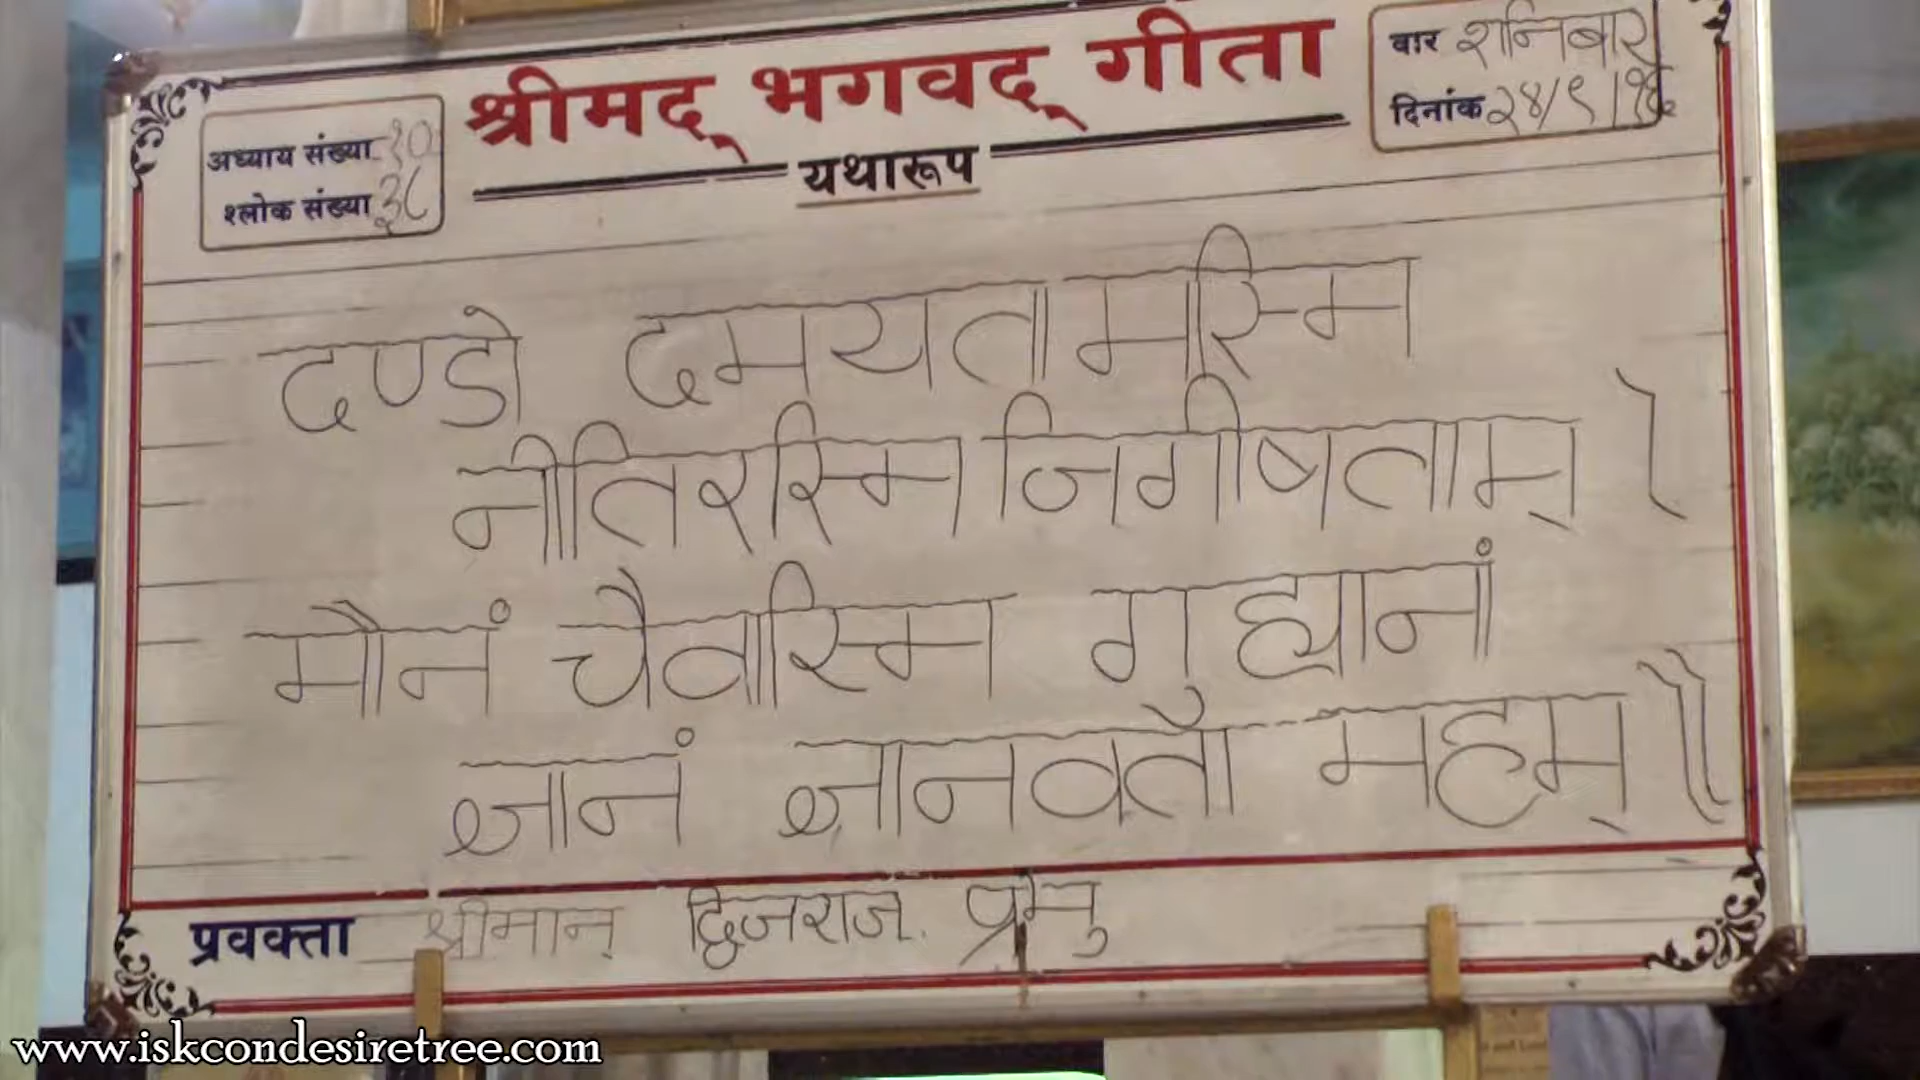 श्रीमद् भगवद् गीता
यथारूप
अध्याय संख्या १०
श्लोक संख्या ३८
वार शनिबार
दिनांक २४/९/१६
दण्डो दमयतामस्मि
नीतिरस्मि जिगीषताम् ।
मौनं चैवास्मि गुह्यानां
ज्ञानं ज्ञानवतां महम् ॥
प्रवक्ता श्रीमान् द्विजराज प्रभु
www.iskcondesiretree.com